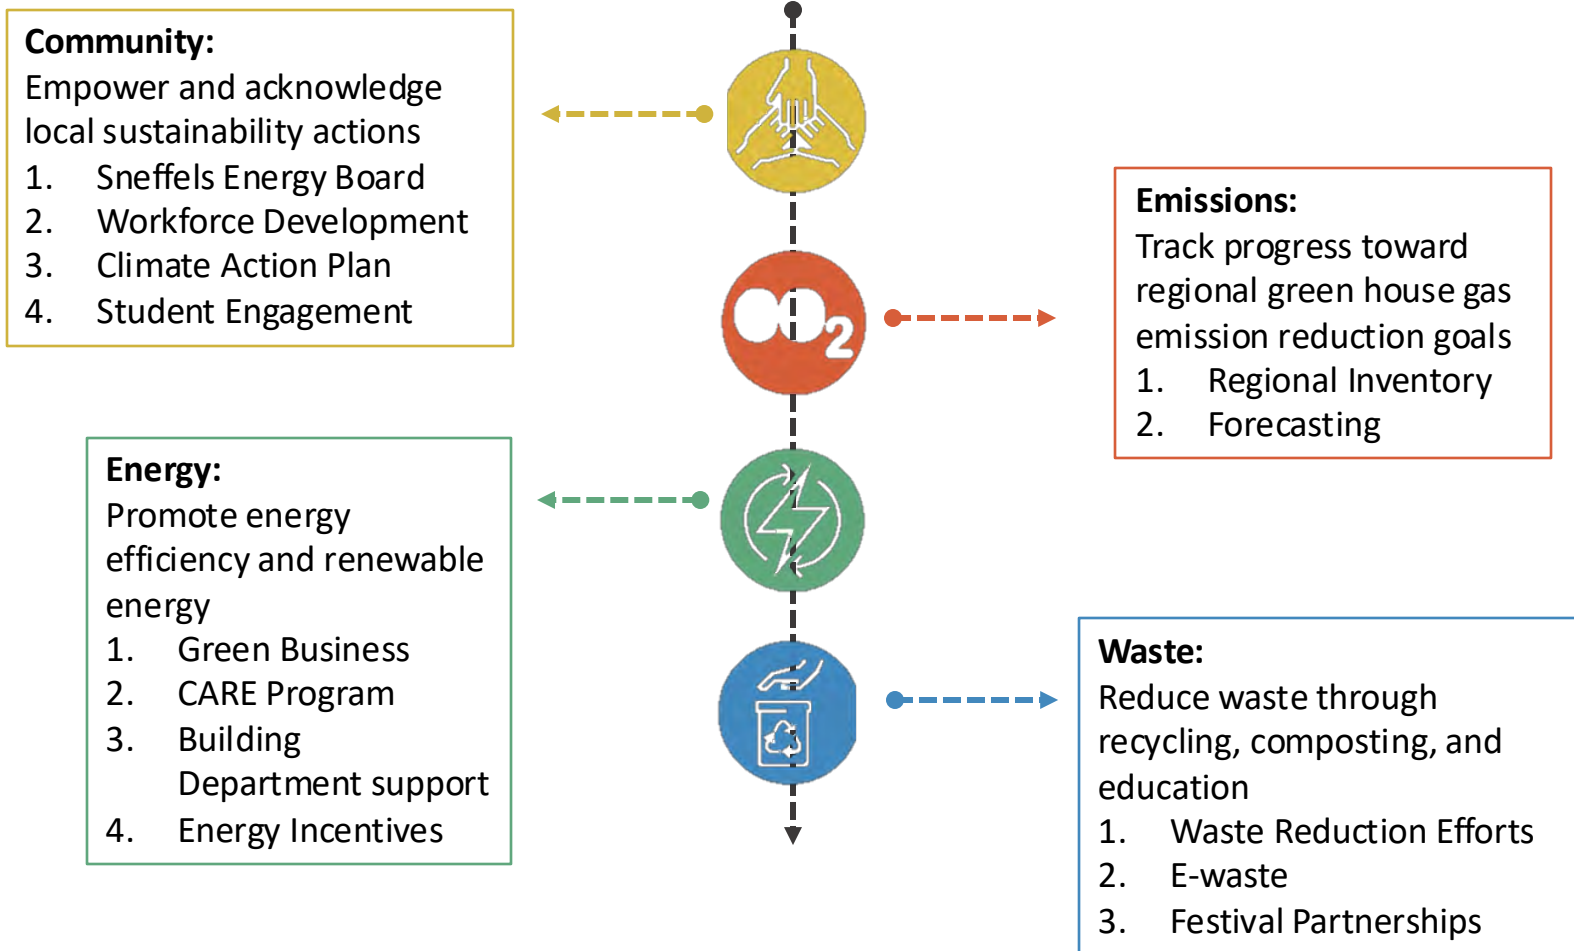 Community:
Empower and acknowledge
local sustainability actions
1. Sneffels Energy Board
2. Workforce Development
3. Climate Action Plan
4. Student Engagement
CO2
Emissions:
Track progress toward
regional green house gas
emission reduction goals
1. Regional Inventory
2. Forecasting
Energy:
Promote energy
efficiency and renewable
energy
1. Green Business
2. CARE Program
3. Building
Department support
4. Energy Incentives
Waste:
Reduce waste through
recycling, composting, and
education
1. Waste Reduction Efforts
2. E-waste
3. Festival Partnerships